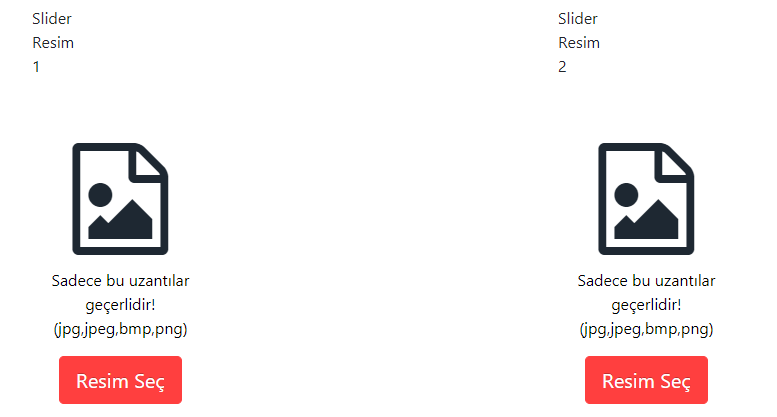 Slider
Resim
1
Sadece bu uzantılar
geçerlidir!
(jpg,jpeg,bmp,png)
Resim Seç
Slider
Resim
2
Sadece bu uzantılar
geçerlidir!
(jpg,jpeg,bmp,png)
Resim Seç